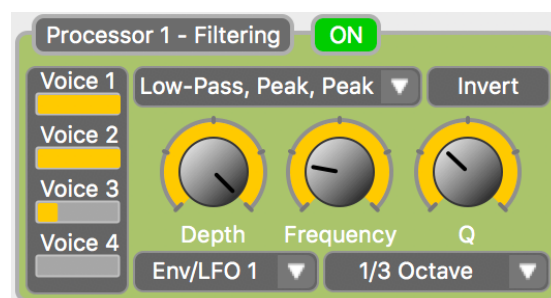 Processor 1 - Filtering ON
Voice 1
Voice 2
Voice 3
Voice 4
Low-Pass, Peak, Peak Invert
Depth Frequency Q
Env/LFO 1 1/3 Octave